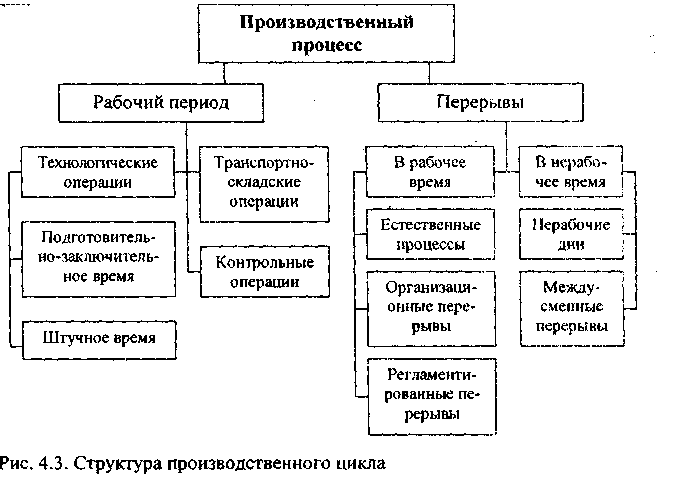 Производственный
процесс
Рабочий период
Перерывы
Технологические
операции
Транспортно-
складские
операции
Подготовитель-
но-заключитель-
ное время
Контрольные
операции
Штучное время
В рабочее
время
В нерабо-
чее время
Естественные
процессы
Нерабочие
дни
Организаци-
онные пере-
рывы
Между-
сменные
перерывы
Регламенти-
рованные пе-
рерывы
Рис. 4.3. Структура производственного цикла